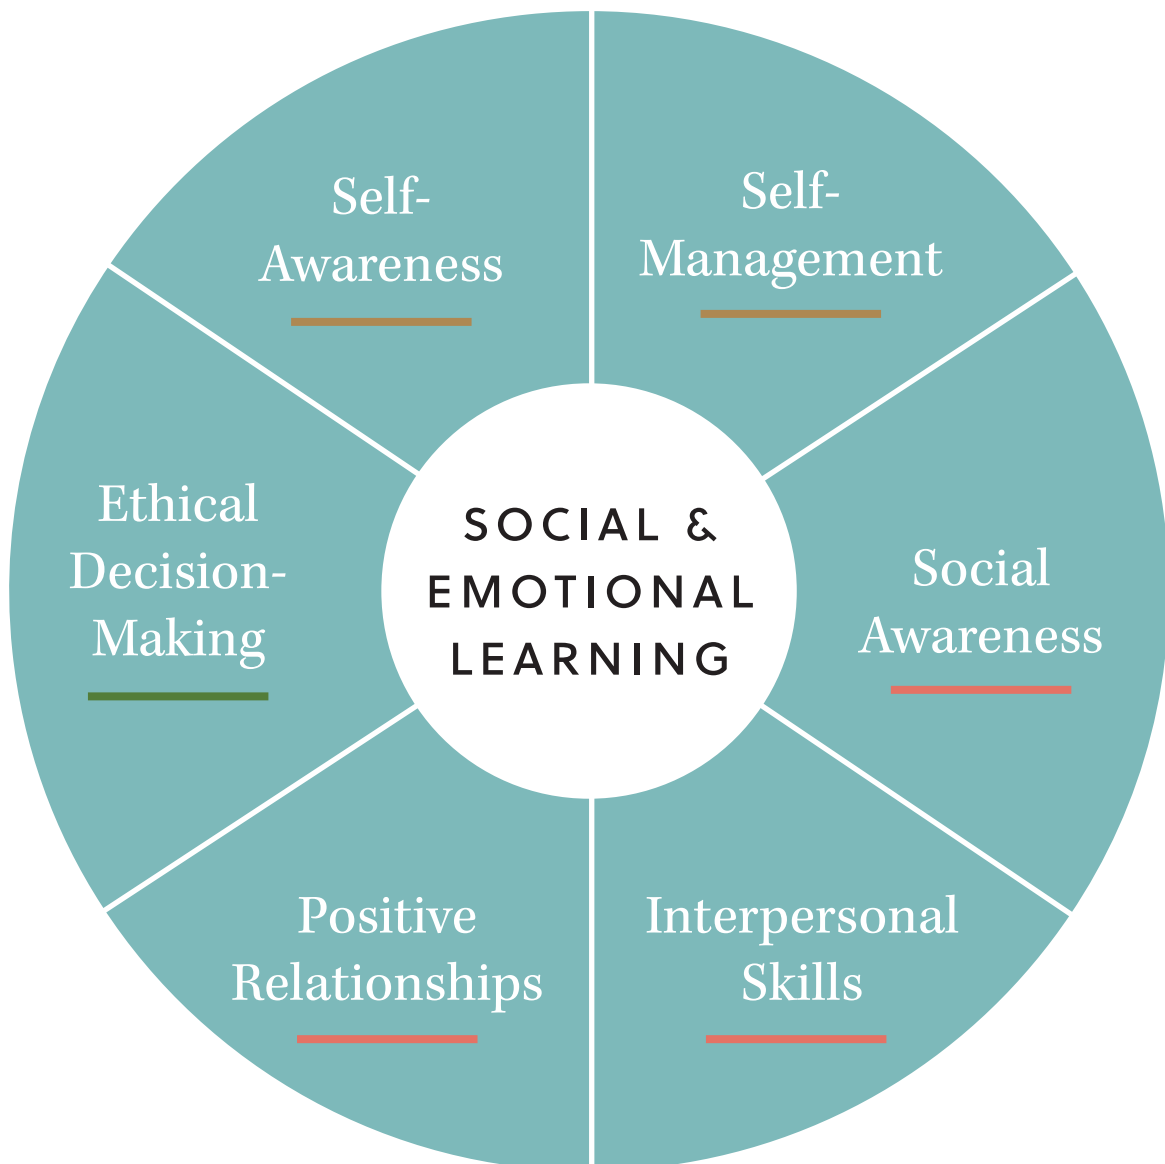 Self-
Awareness
Self-
Management
Ethical
Decision-
Making
SOCIAL &
EMOTIONAL
LEARNING
Social
Awareness
Positive
Relationships
Interpersonal
Skills